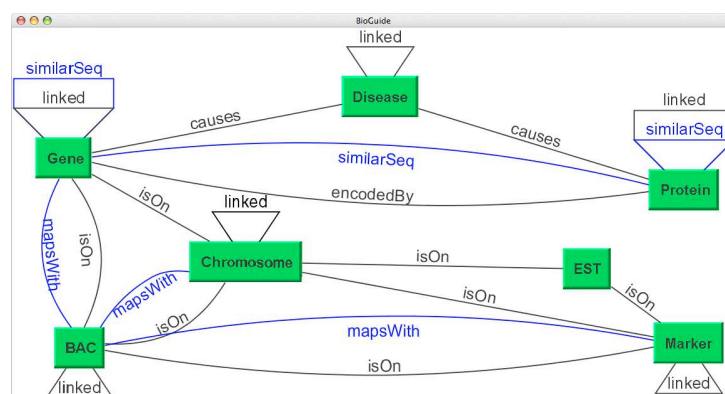 BioGuide
linked
similarSeq
linked
Disease
causes
linked
causes
similarSeq
Gene
similarSeq
encodedBy
Protein
isOn
linked
mapsWith
isOn
Chromosome
isOn
EST
mapsWith
isOn
isOn
isOn
mapsWith
BAC
Marker
isOn
linked
linked